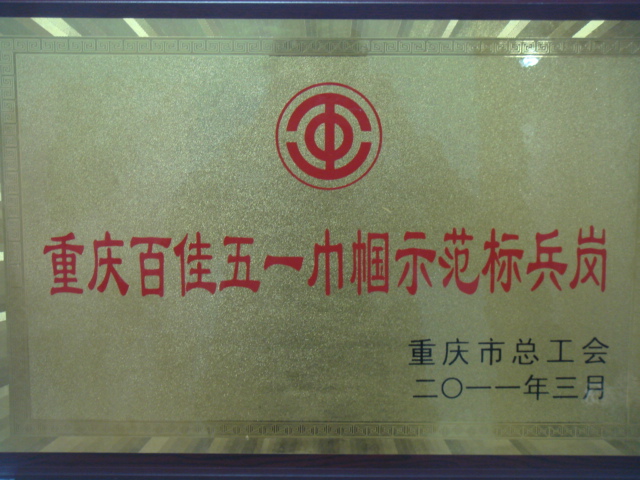 重庆百佳五一巾帼示范标兵岗
重庆市总工会
二〇一一年三月